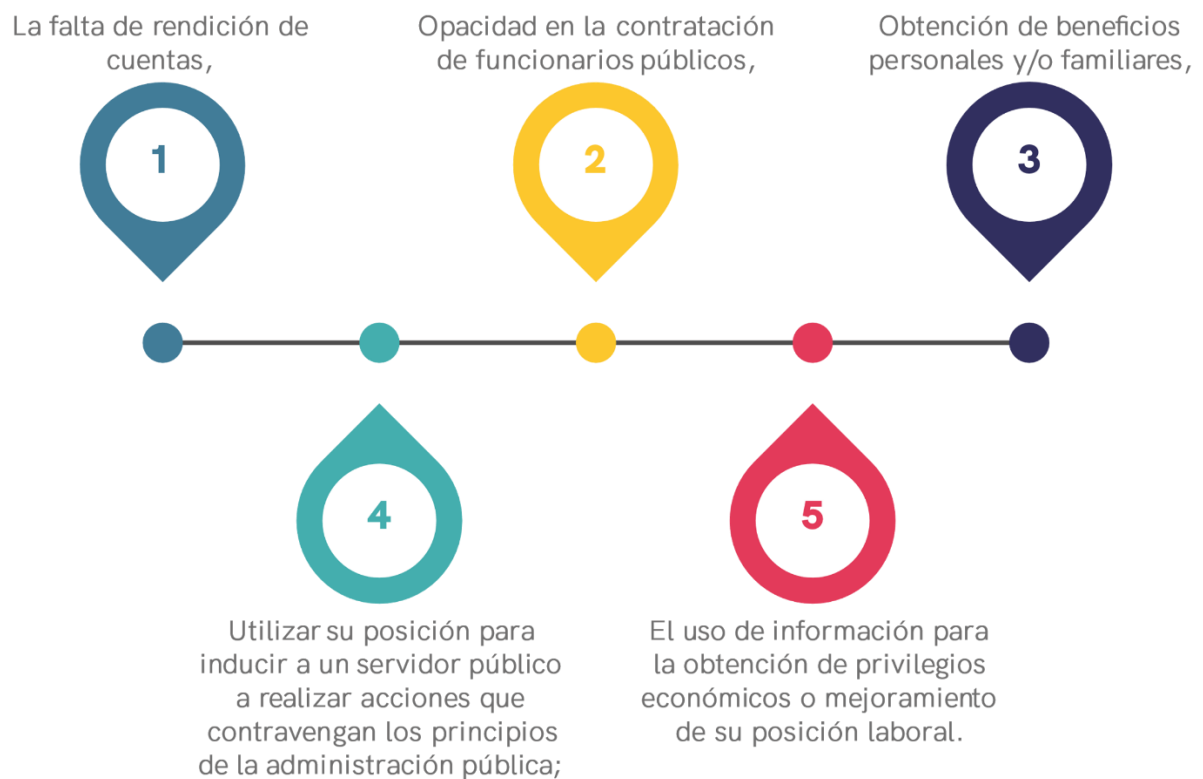 La falta de rendición de
cuentas,
1
Opacidad en la contratación
de funcionarios públicos,
2
Obtención de beneficios
personales y/o familiares,
3
4
Utilizar su posición para
inducir a un servidor público
a realizar acciones que
contravengan los principios
de la administración pública;
5
El uso de información para
la obtención de privilegios
económicos o mejoramiento
de su posición laboral.